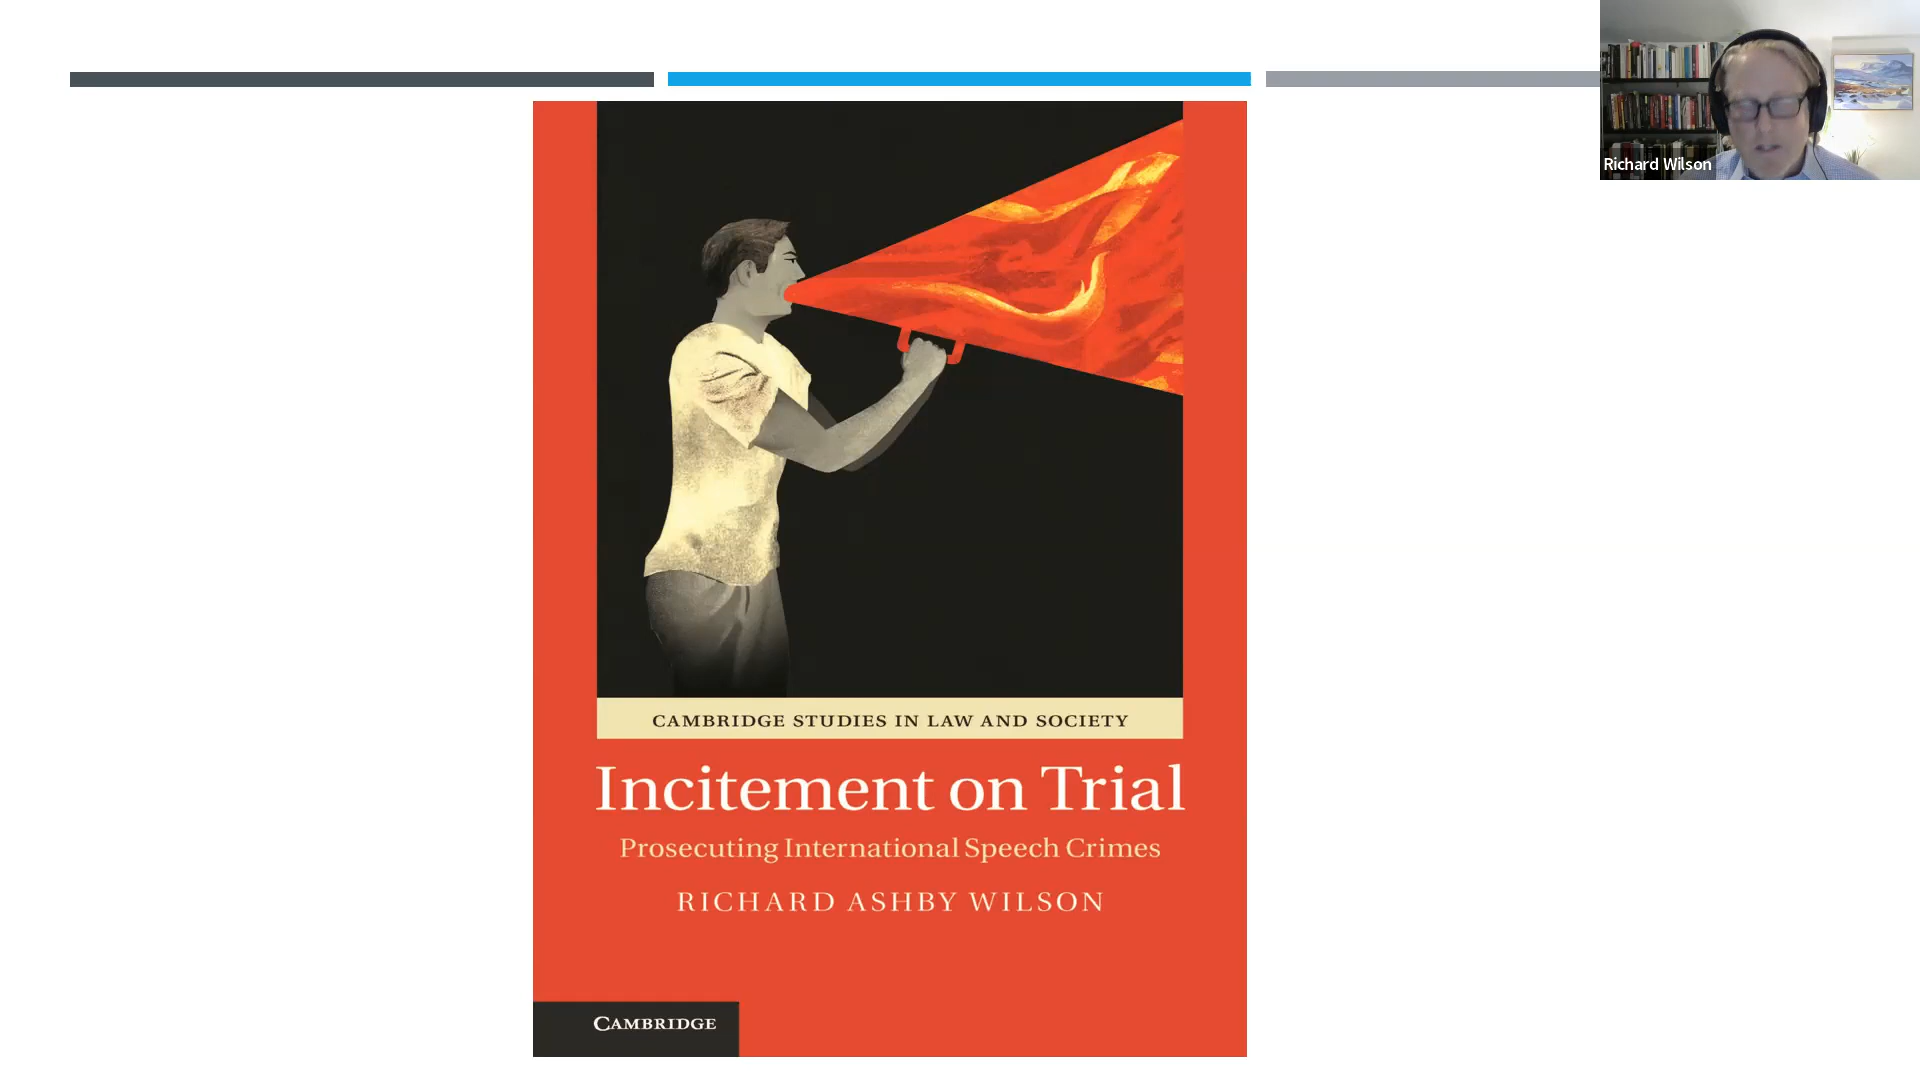 Richard Wilson
CAMBRIDGE STUDIES IN LAW AND SOCIETY
Incitement on Trial
Prosecuting International Speech Crimes
RICHARD ASHBY WILSON
CAMBRIDGE